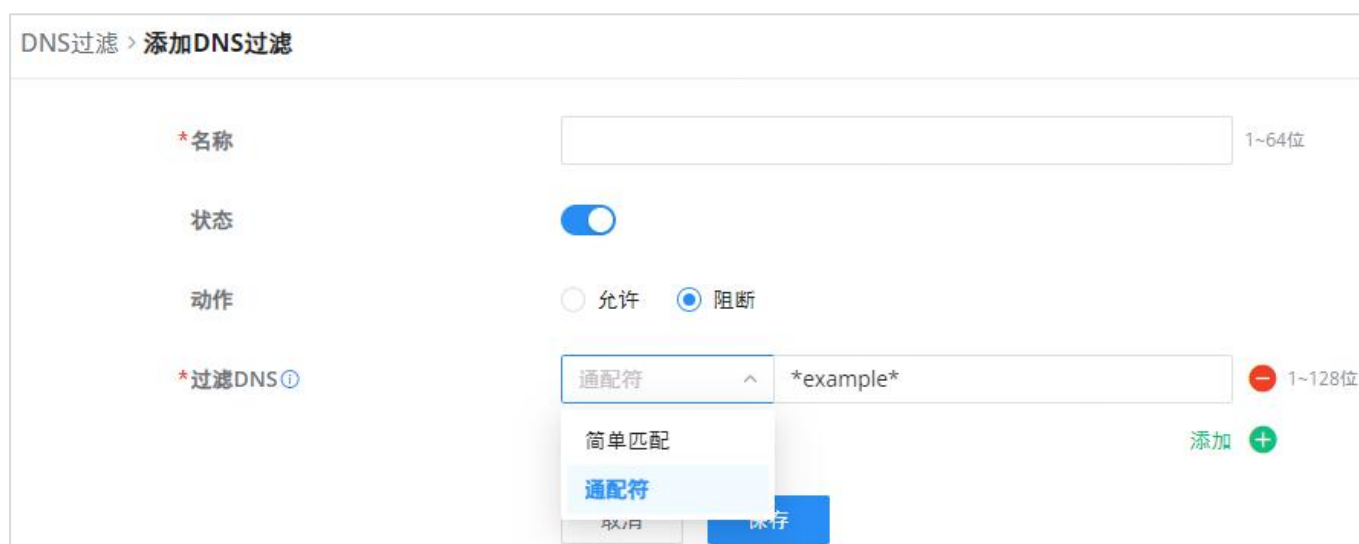 DNS过滤 > 添加DNS过滤
*名称 1~64位
状态
动作 允许 阻断
*过滤DNS 通配符 *example* 1~128位
简单匹配 添加
通配符
取消 保存